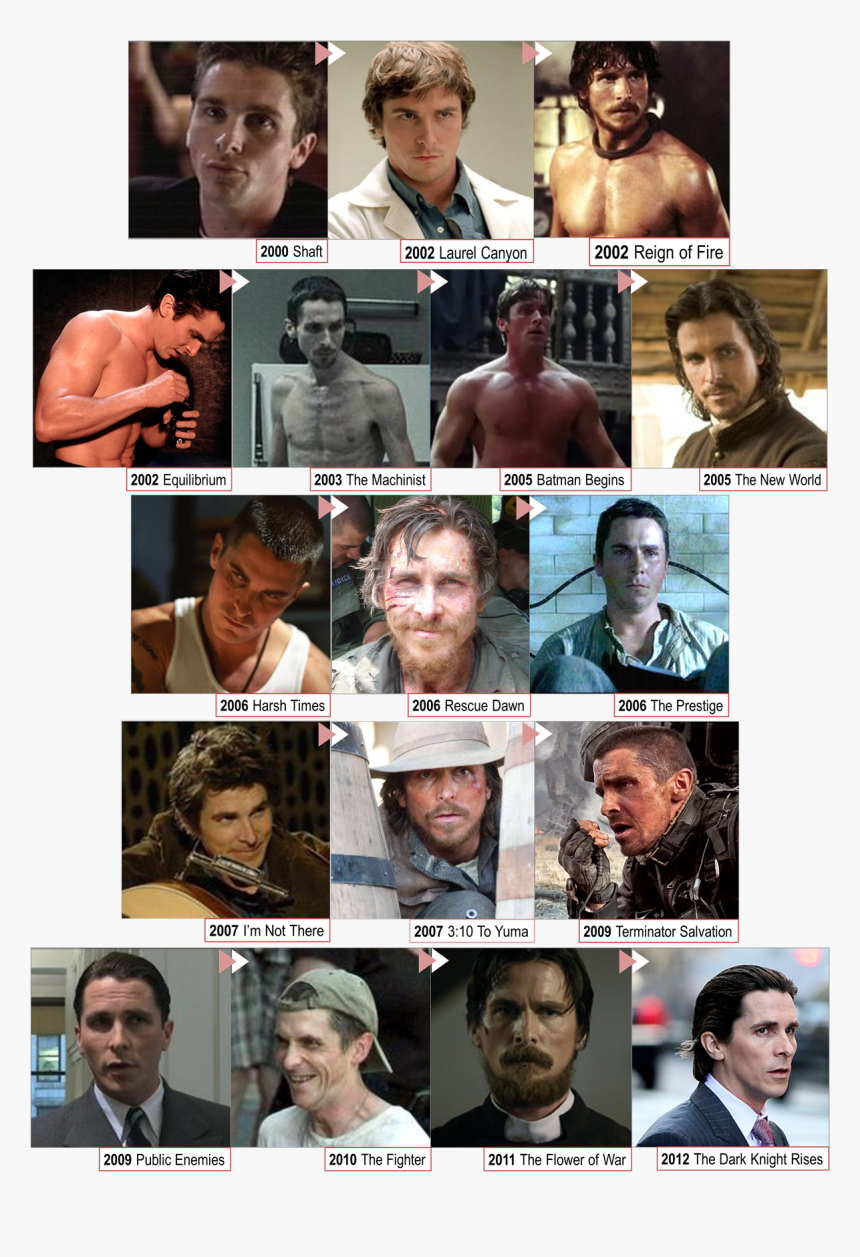 2000 Shaft
2002 Laurel Canyon
2002 Reign of Fire
2002 Equilibrium
2003 The Machinist
2005 Batman Begins
2005 The New World
2006 Harsh Times
2006 Rescue Dawn
2006 The Prestige
2007 I'm Not There
2007 3:10 To Yuma
2009 Terminator Salvation
2009 Public Enemies
2010 The Fighter
2011 The Flower of War
2012 The Dark Knight Rises